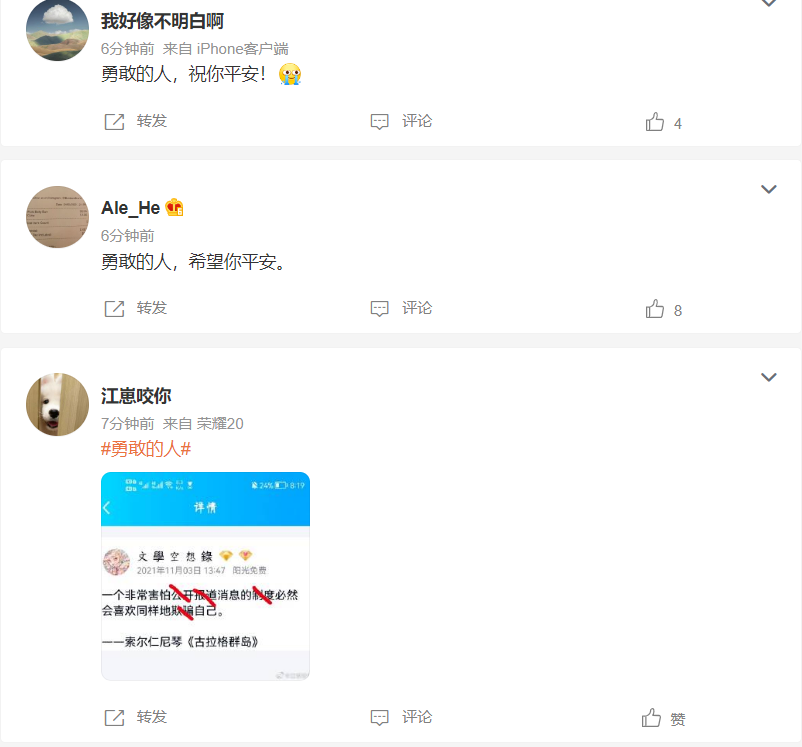 我好像不明白啊
6分钟前 来自 iPhone客户端
勇敢的人，祝你平安！
转发 评论 4
Ale_He
6分钟前
勇敢的人，希望你平安。
转发 评论 8
江崽咬你
7分钟前 来自 荣耀20
#勇敢的人#
24% 8:19
详情
文學空想錄
2021年11月03日 13:47 阳光免费
一个非常害怕公开报道消息的制度必然
会喜欢同样地欺骗自己。
——索尔仁尼琴《古拉格群岛》
转发 评论 赞